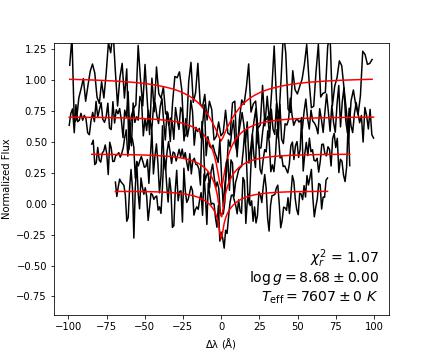 1.25
1.00
0.75
0.50
0.25
0.00
−0.25
−0.50
−0.75
Normalized Flux
χ²ᵣ = 1.07
log g = 8.68 ± 0.00
T_eff = 7607 ± 0 K
−100 −75 −50 −25 0 25 50 75 100
Δλ (Å)